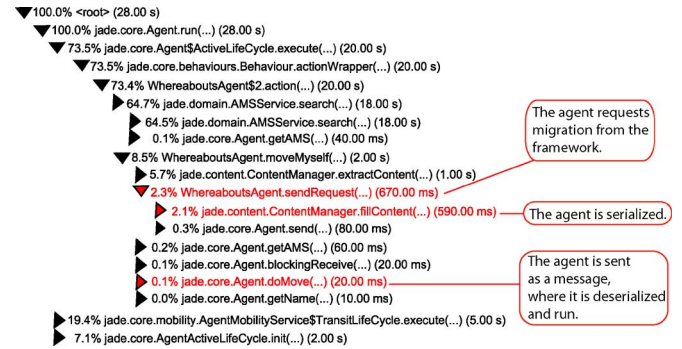 100.0% <root> (28.00 s)
100.0% jade.core.Agent.run(...) (28.00 s)
73.5% jade.core.Agent$ActiveLifeCycle.execute(...) (20.00 s)
73.5% jade.core.behaviours.Behaviour.actionWrapper(...) (20.00 s)
73.4% WhereaboutsAgent$2.action(...) (20.00 s)
64.7% jade.domain.AMSService.search(...) (18.00 s)
64.5% jade.domain.AMSService.search(...) (18.00 s)
0.1% jade.core.Agent.getAMS(...) (40.00 ms)
8.5% WhereaboutsAgent.moveMyself(...) (2.00 s)
5.7% jade.content.ContentManager.extractContent(...) (1.00 s)
2.3% WhereaboutsAgent.sendRequest(...) (670.00 ms)
2.1% jade.content.ContentManager.fillContent(...) (590.00 ms)
0.3% jade.core.Agent.send(...) (80.00 ms)
0.2% jade.core.Agent.getAMS(...) (60.00 ms)
0.1% jade.core.Agent.blockingReceive(...) (20.00 ms)
0.1% jade.core.Agent.doMove(...) (20.00 ms)
0.0% jade.core.Agent.getName(...) (10.00 ms)
19.4% jade.core.mobility.AgentMobilityService$TransitLifeCycle.execute(...) (5.00 s)
7.1% jade.core.AgentActiveLifeCycle.init(...) (2.00 s)
The agent requests
migration from the
framework.
The agent is serialized.
The agent is sent
as a message,
where it is deserialized
and run.